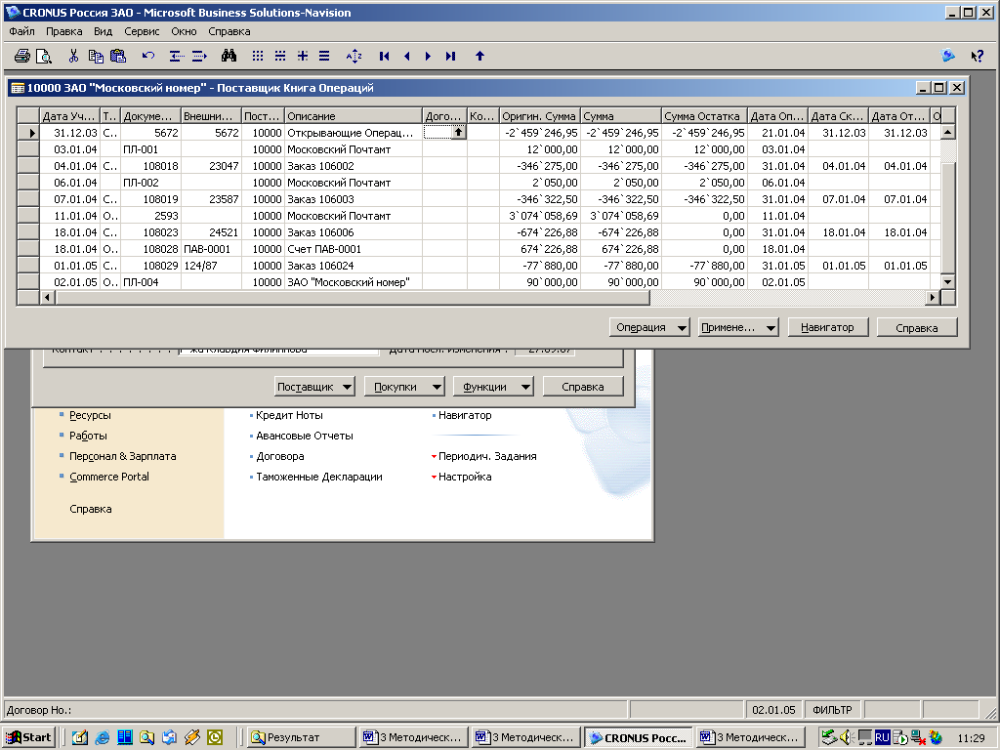 CRONUS Россия ЗАО - Microsoft Business Solutions-Navision
Файл Правка Вид Сервис Окно Справка
10000 ЗАО "Московский номер" - Поставщик Книга Операций
Дата Уч... Т... Докуме... Внешни... Пост... Описание Дого... Ко... Оригин. Сумма Сумма Сумма Остатка Дата Оп... Дата Ск... Дата От... О
31.12.03 С.. 5672 5672 10000 Открывающие Операц... -2`459`246,95 -2`459`246,95 -2`459`246,95 21.01.04 31.12.03 31.12.03
03.01.04 ПЛ-001 10000 Московский Почтамт 12`000,00 12`000,00 12`000,00 03.01.04
04.01.04 С.. 108018 23047 10000 Заказ 106002 -346`275,00 -346`275,00 -346`275,00 31.01.04 04.01.04 04.01.04
06.01.04 ПЛ-002 10000 Московский Почтамт 2`050,00 2`050,00 2`050,00 06.01.04
07.01.04 С.. 108019 23587 10000 Заказ 106003 -346`322,50 -346`322,50 -346`322,50 31.01.04 07.01.04 07.01.04
11.01.04 О.. 2593 10000 Московский Почтамт 3`074`058,69 3`074`058,69 0,00 11.01.04
18.01.04 С.. 108023 24521 10000 Заказ 106006 -674`226,88 -674`226,88 0,00 31.01.04 18.01.04 18.01.04
18.01.04 О.. 108028 ПАВ-0001 10000 Счет ПАВ-0001 674`226,88 674`226,88 0,00 18.01.04
01.01.05 С.. 108029 124/87 10000 Заказ 106024 -77`880,00 -77`880,00 -77`880,00 31.01.05 01.01.05 01.01.05
02.01.05 О.. ПЛ-004 10000 ЗАО "Московский номер" 90`000,00 90`000,00 90`000,00 02.01.05
Операция Примене... Навигатор Справка
Контакт . . . . . . . . жа Клавдия Филиппова Дата Посл. Изменения . 27.09.07
Поставщик Покупки Функции Справка
Ресурсы Кредит Ноты Навигатор
Работы Авансовые Отчеты
Персонал & Зарплата Договора Периодич. Задания
Commerce Portal Таможенные Декларации Настройка
Справка
Договор Но.: 02.01.05 ФИЛЬТР
Start Результат 3 Методическ... 3 Методическ... CRONUS Росс... 3 Методическ... RU 11:29